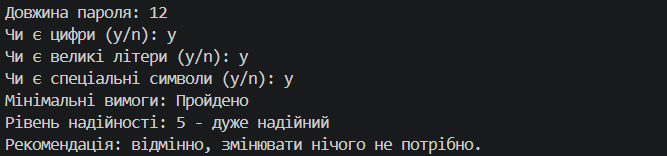 Довжина пароля: 12
Чи є цифри (y/n): y
Чи є великі літери (y/n): y
Чи є спеціальні символи (y/n): y
Мінімальні вимоги: Пройдено
Рівень надійності: 5 - дуже надійний
Рекомендація: відмінно, змінювати нічого не потрібно.